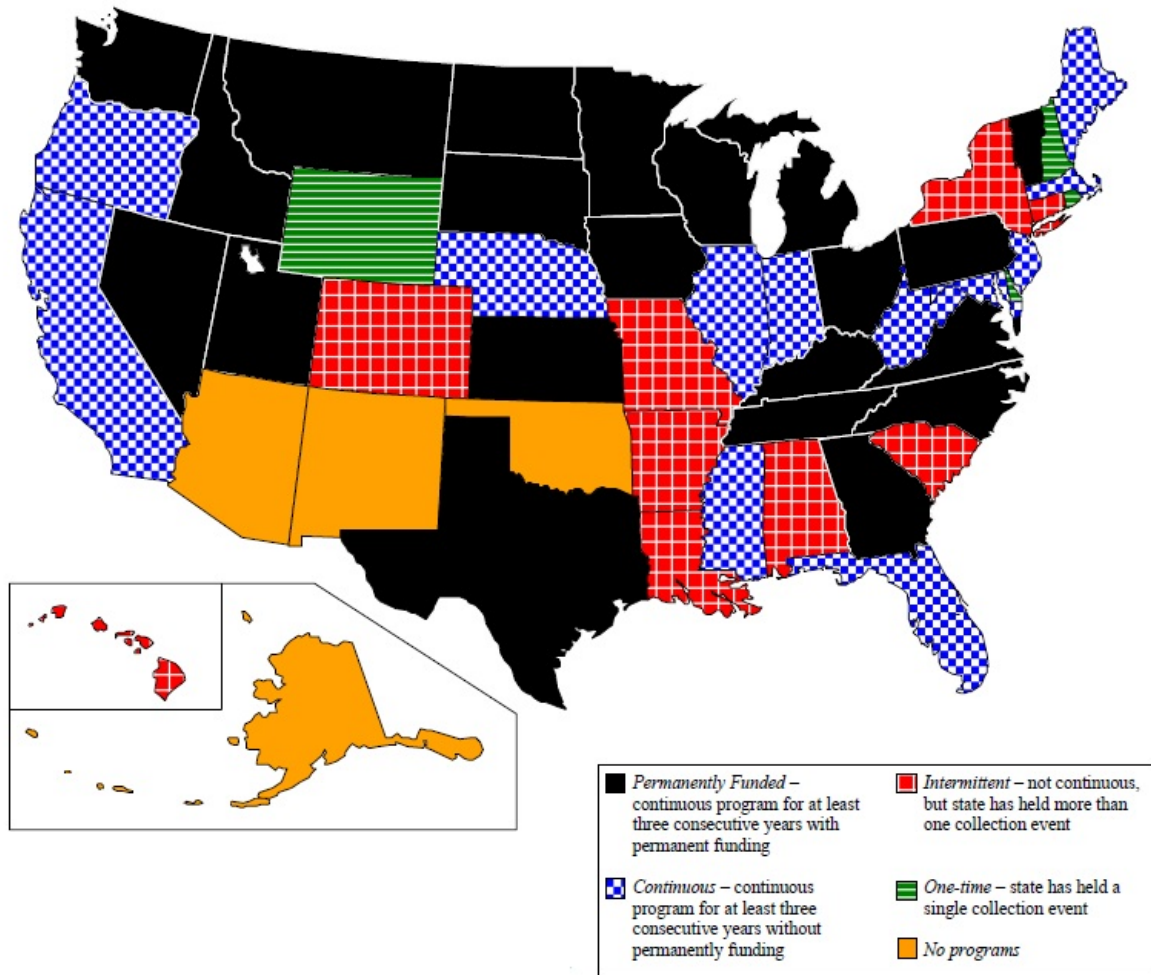 Permanently Funded –
continuous program for at least
three consecutive years with
permanent funding
Continuous – continuous
program for at least three
consecutive years without
permanently funding
Intermittent – not continuous,
but state has held more than
one collection event
One-time – state has held a
single collection event
No programs